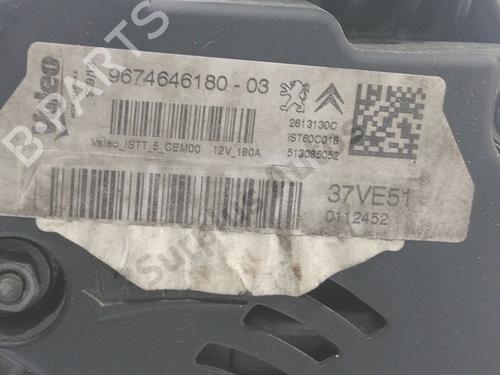 Valeo
9674646180 - 03
2613130C
IST60C018
Valeo_ISTT_5_CEM00 12V_180A
513085052
37VE51
0112452
B-PARTS